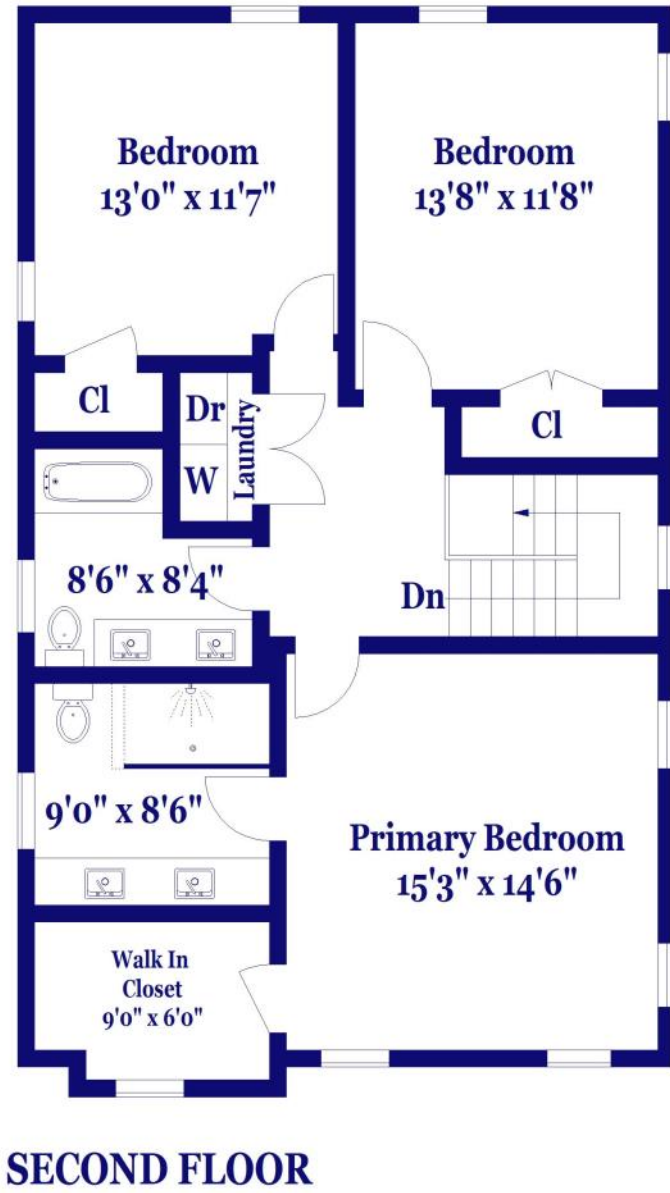 Bedroom
13'0" x 11'7"
Bedroom
13'8" x 11'8"
Cl
Dr
W
Laundry
Cl
8'6" x 8'4"
Dn
9'0" x 8'6"
Primary Bedroom
15'3" x 14'6"
Walk In
Closet
9'0" x 6'0"
SECOND FLOOR